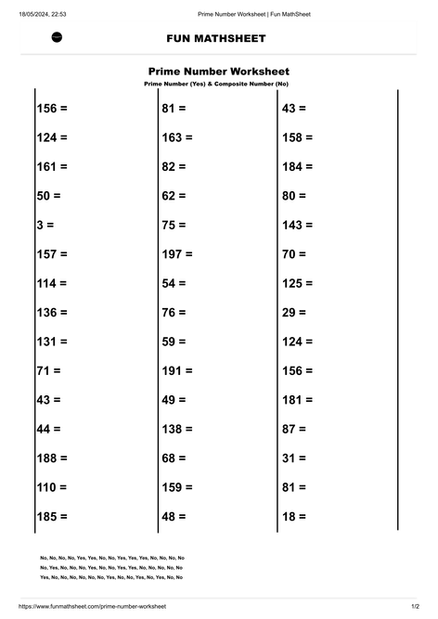 18/05/2024, 22:53 Prime Number Worksheet | Fun MathSheet
FUN MATHSHEET
Prime Number Worksheet
Prime Number (Yes) & Composite Number (No)
156 = 81 = 43 =
124 = 163 = 158 =
161 = 82 = 184 =
50 = 62 = 80 =
3 = 75 = 143 =
157 = 197 = 70 =
114 = 54 = 125 =
136 = 76 = 29 =
131 = 59 = 124 =
71 = 191 = 156 =
43 = 49 = 181 =
44 = 138 = 87 =
188 = 68 = 31 =
110 = 159 = 81 =
185 = 48 = 18 =
No, No, No, No, Yes, Yes, No, No, Yes, Yes, Yes, No, No, No, No
No, Yes, No, No, No, Yes, No, No, Yes, Yes, No, No, No, No, No
Yes, No, No, No, No, No, No, Yes, No, No, Yes, No, Yes, No, No
https://www.funmathsheet.com/prime-number-worksheet 1/2